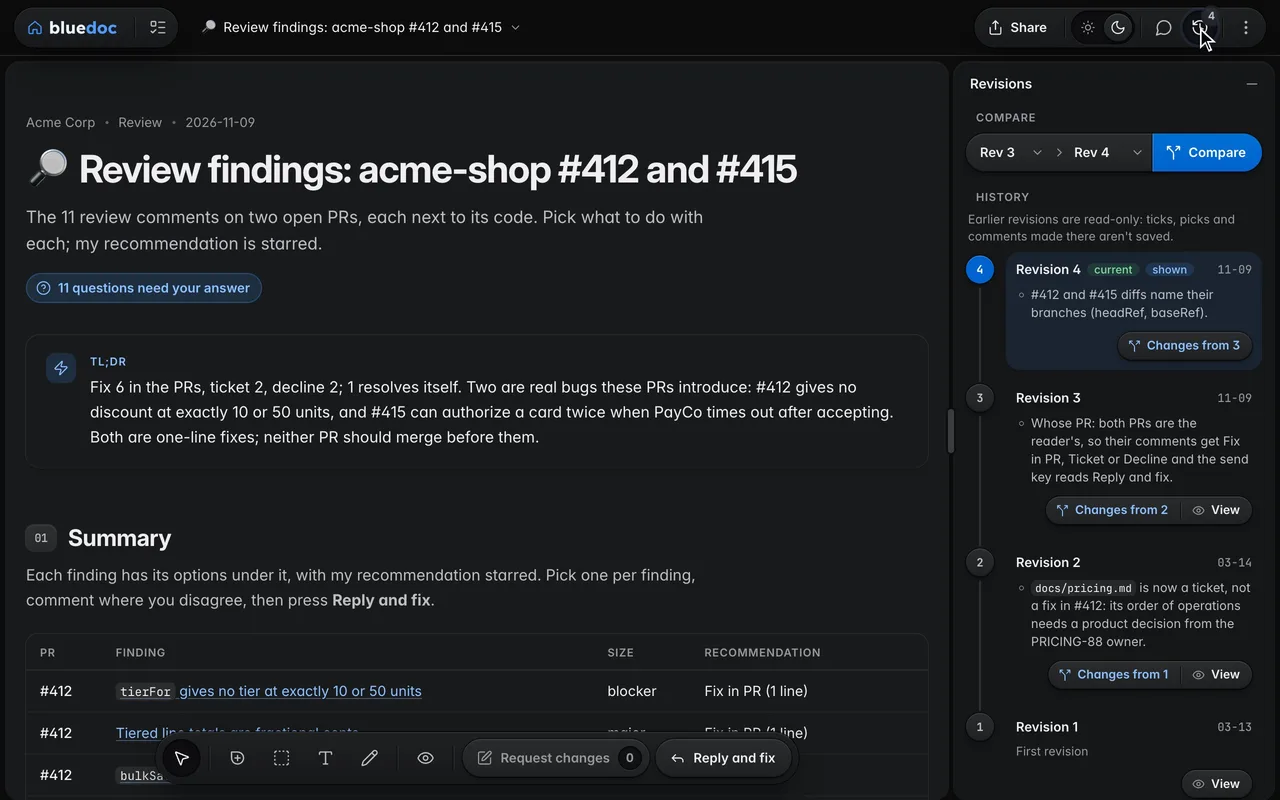 bluedoc
Review findings: acme-shop #412 and #415
Share
4
Acme Corp • Review • 2026-11-09
Review findings: acme-shop #412 and #415
The 11 review comments on two open PRs, each next to its code. Pick what to do with
each; my recommendation is starred.
11 questions need your answer
TL;DR
Fix 6 in the PRs, ticket 2, decline 2; 1 resolves itself. Two are real bugs these PRs introduce: #412 gives no
discount at exactly 10 or 50 units, and #415 can authorize a card twice when PayCo times out after accepting.
Both are one-line fixes; neither PR should merge before them.
01 Summary
Each finding has its options under it, with my recommendation starred. Pick one per finding,
comment where you disagree, then press Reply and fix.
PR FINDING SIZE RECOMMENDATION
#412 tierFor gives no tier at exactly 10 or 50 units blocker Fix in PR (1 line)
#412 Tiered line totals are fractional cents major Fix in PR (1 line)
#412
Request changes 0
Reply and fix
Revisions
COMPARE
Rev 3 Rev 4 Compare
HISTORY
Earlier revisions are read-only: ticks, picks and
comments made there aren't saved.
4 Revision 4 current shown 11-09
#412 and #415 diffs name their
branches (headRef, baseRef).
Changes from 3
3 Revision 3 11-09
Whose PR: both PRs are the
reader's, so their comments get Fix
in PR, Ticket or Decline and the send
key reads Reply and fix.
Changes from 2 View
2 Revision 2 03-14
docs/pricing.md is now a ticket, not
a fix in #412: its order of operations
needs a product decision from the
PRICING-88 owner.
Changes from 1 View
1 Revision 1 03-13
First revision
View